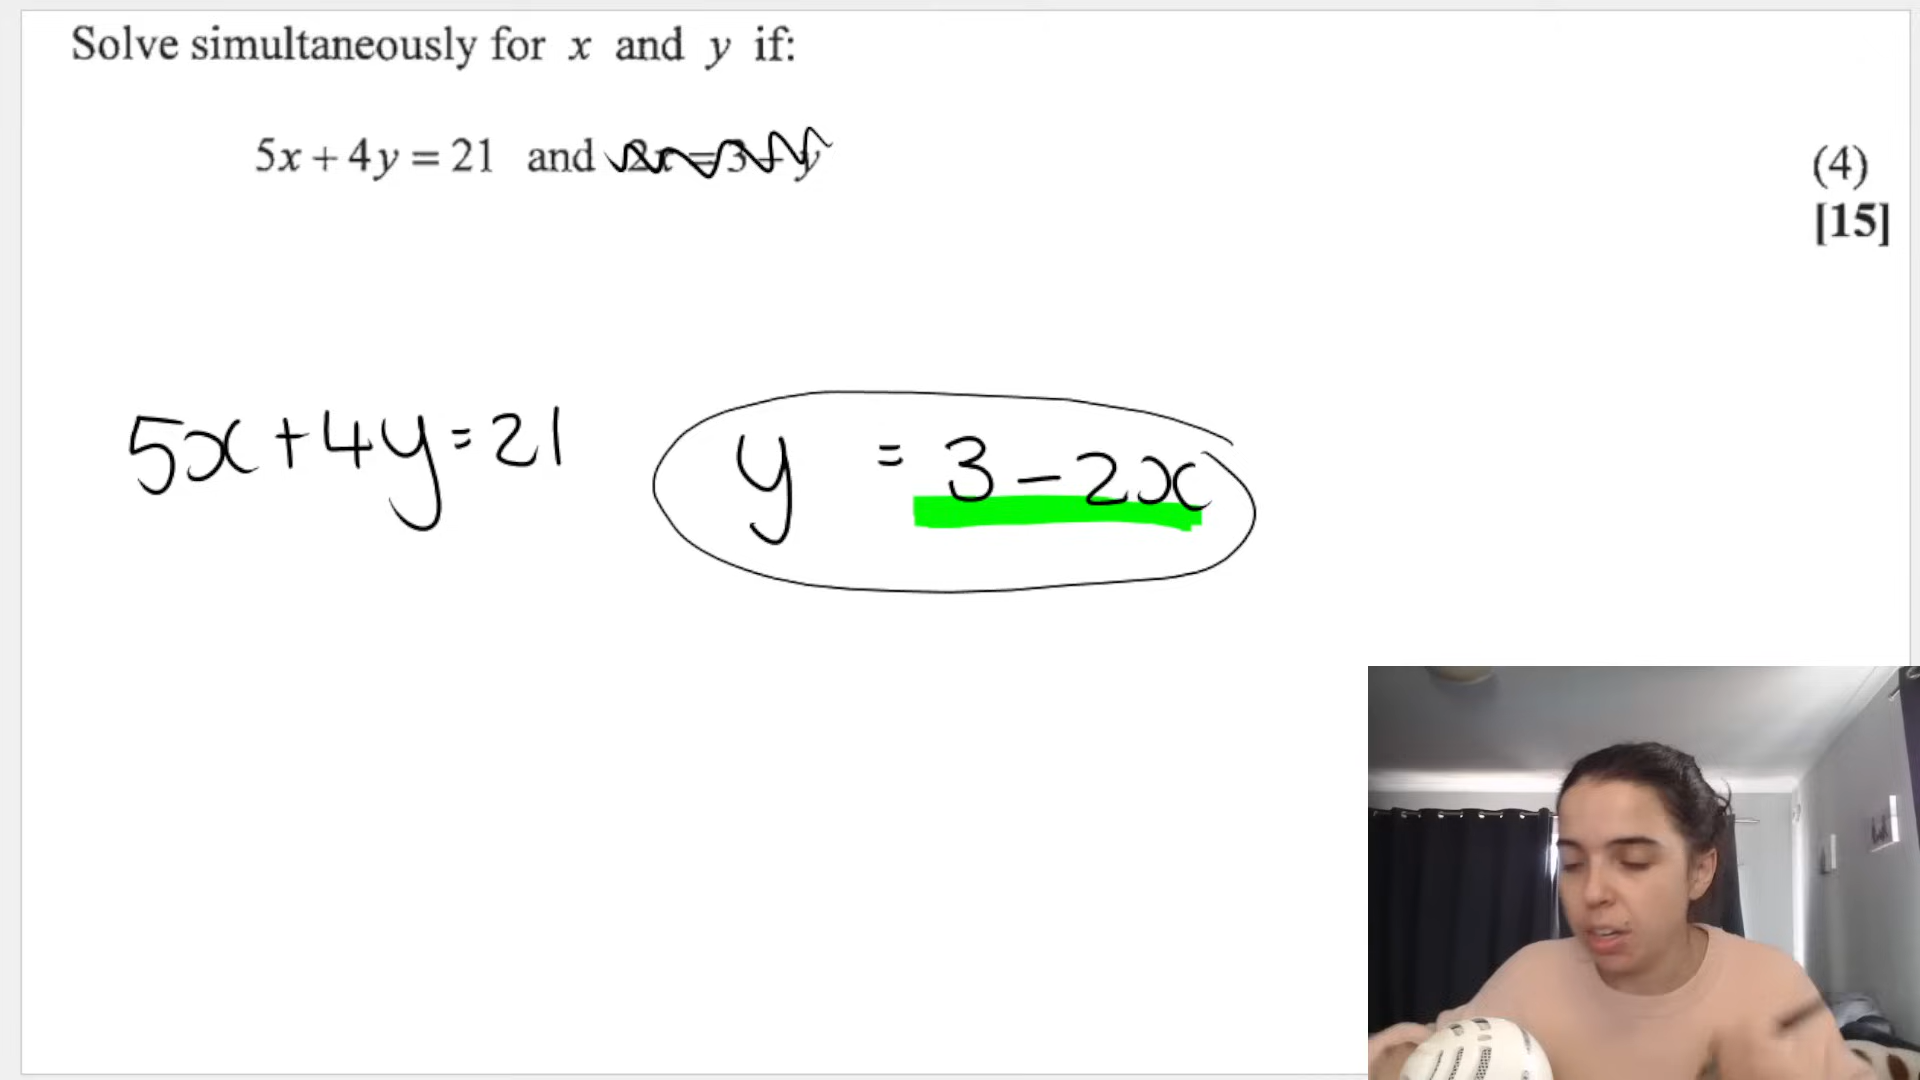 Solve simultaneously for x and y if:
5x + 4y = 21 and
(4)
[15]
5x + 4y = 21
y = 3 - 2x